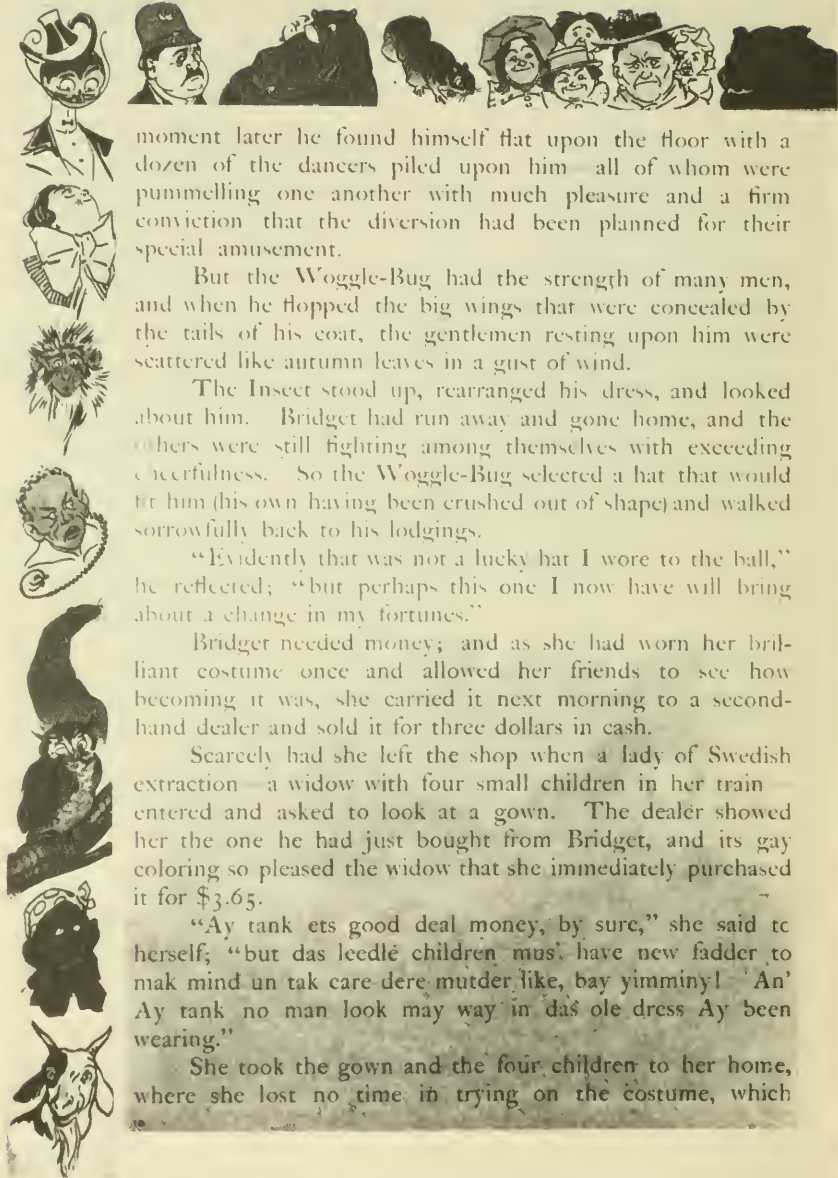 moment later he found himself flat upon the floor with a
dozen of the dancers piled upon him all of whom were
pummelling one another with much pleasure and a firm
conviction that the diversion had been planned for their
special amusement.
But the Woggle-Bug had the strength of many men,
and when he flopped the big wings that were concealed by
the tails of his coat, the gentlemen resting upon him were
scattered like autumn leaves in a gust of wind.
The Insect stood up, rearranged his dress, and looked
about him. Bridget had run away and gone home, and the
others were still fighting among themselves with exceeding
cheerfulness. So the Woggle-Bug selected a hat that would
fit him (his own having been crushed out of shape) and walked
sorrowfully back to his lodgings.
"Evidently that was not a lucky hat I wore to the ball,"
he reflected; "but perhaps this one I now have will bring
about a change in my fortunes."
Bridget needed money; and as she had worn her bril-
liant costume once and allowed her friends to see how
becoming it was, she carried it next morning to a second-
hand dealer and sold it for three dollars in cash.
Scarcely had she left the shop when a lady of Swedish
extraction a widow with four small children in her train
entered and asked to look at a gown. The dealer showed
her the one he had just bought from Bridget, and its gay
coloring so pleased the widow that she immediately purchased
it for $3.65.
"Ay tank ets good deal money, by sure," she said to
herself; "but das leedle children mus' have new fadder to
mak mind un tak care dere mutder like, bay yimminy! An'
Ay tank no man look may way in das ole dress Ay been
wearing."
She took the gown and the four children to her home,
where she lost no time in trying on the costume, which